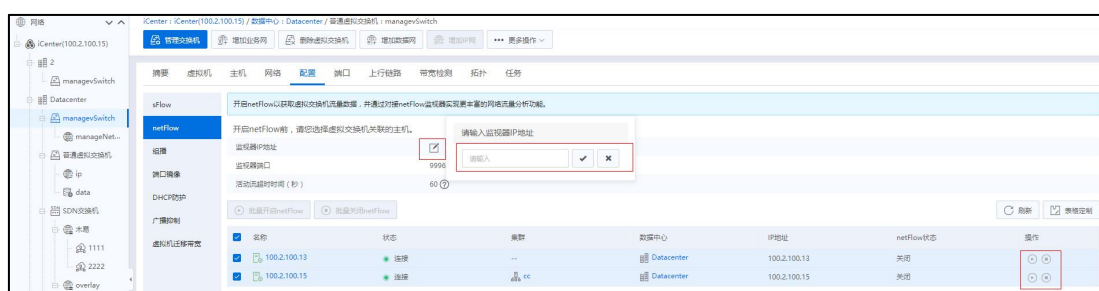 网络
iCenter(100.2.100.15)
2
managevSwitch
Datacenter
managevSwitch
manageNet...
普通虚拟交换机
ip
data
SDN交换机
木易
1111
2222
overlay
iCenter：iCenter(100.2.100.15) / 数据中心：Datacenter / 普通虚拟交换机：managevSwitch
管理交换机 增加业务网 删除虚拟交换机 增加数据网 增加IP网 ••• 更多操作
摘要 虚拟机 主机 网络 配置 端口 上行链路 带宽检测 拓扑 任务
sFlow
netFlow
组播
端口镜像
DHCP防护
广播抑制
虚拟机迁移带宽
开启netFlow以获取虚拟交换机流量数据，并通过对接netFlow监视器实现更丰富的网络流量分析功能。
开启netFlow前，请您选择虚拟交换机关联的主机。
监视器IP地址
监视器端口 9996
活动流超时时间（秒） 60
请输入监视器IP地址
请输入
批量开启netFlow 批量关闭netFlow
刷新 表格定制
名称 状态 集群 数据中心 IP地址 netFlow状态 操作
100.2.100.13 连接 -- Datacenter 100.2.100.13 关闭
100.2.100.15 连接 cc Datacenter 100.2.100.15 关闭